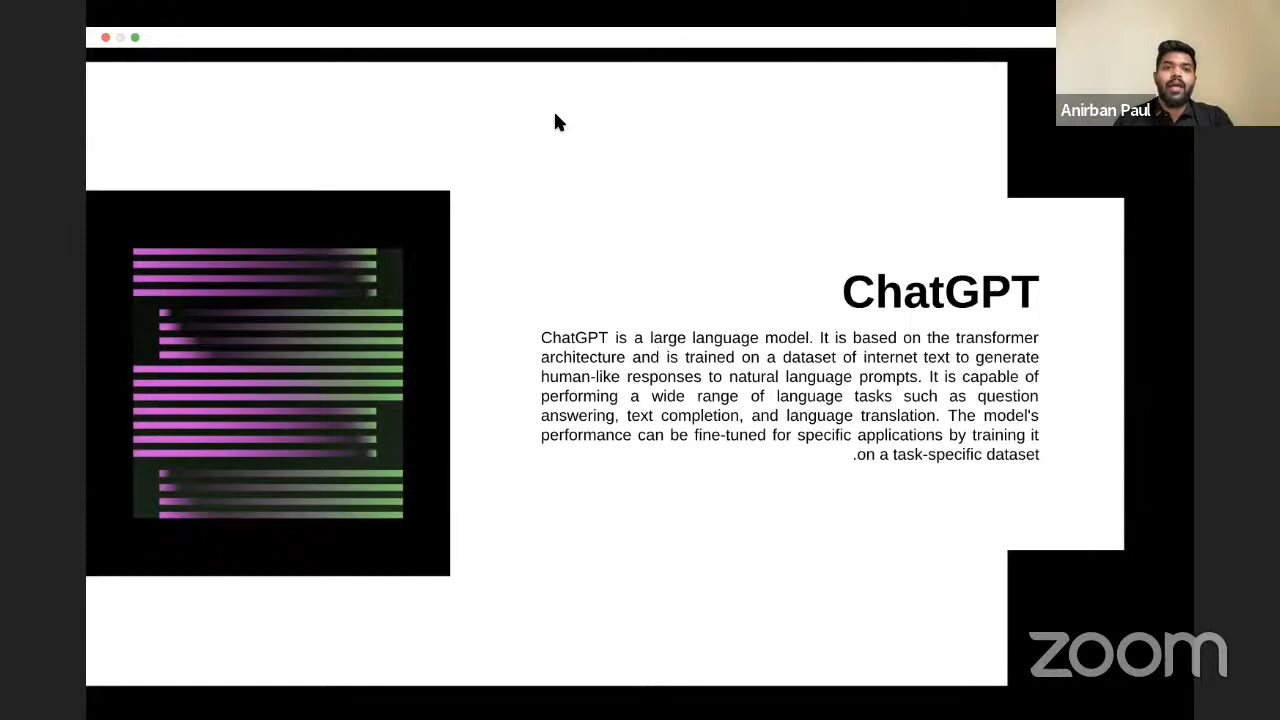 Anirban Paul
ChatGPT
ChatGPT is a large language model. It is based on the transformer
architecture and is trained on a dataset of internet text to generate
human-like responses to natural language prompts. It is capable of
performing a wide range of language tasks such as question
answering, text completion, and language translation. The model's
performance can be fine-tuned for specific applications by training it
.on a task-specific dataset
zoom